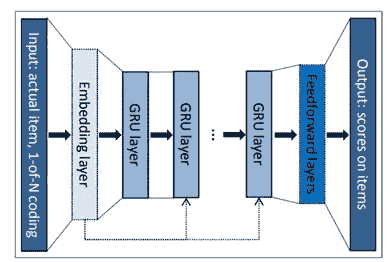 Input: actual item, 1-of-N coding
Embedding layer
GRU layer
GRU layer
...
GRU layer
Feedforward layers
Output: scores on items